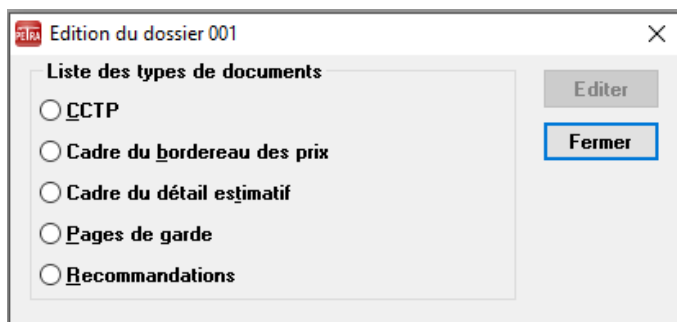 PETRA Edition du dossier 001
Liste des types de documents
Editer
CCTP
Fermer
Cadre du bordereau des prix
Cadre du détail estimatif
Pages de garde
Recommandations